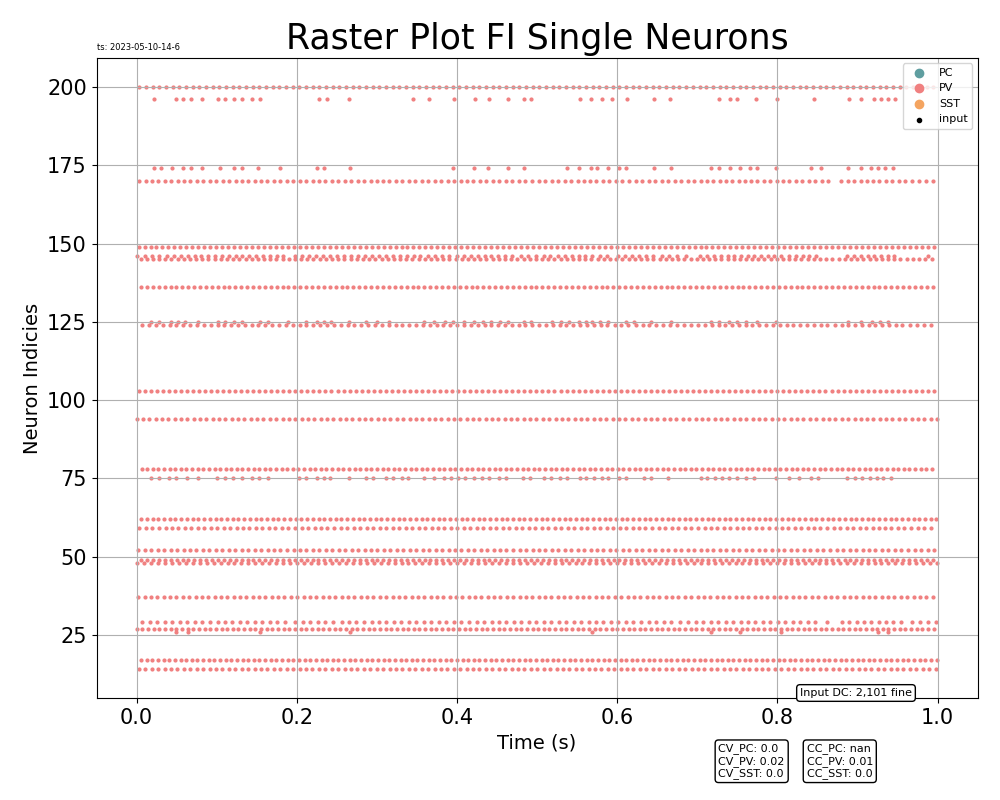 Raster Plot FI Single Neurons
ts: 2023-05-10-14-6
PC
PV
SST
input
200
175
150
125
100
75
50
25
Neuron Indicies
0.0 0.2 0.4 0.6 0.8 1.0
Time (s)
Input DC: 2,101 fine
CV_PC: 0.0
CV_PV: 0.02
CV_SST: 0.0
CC_PC: nan
CC_PV: 0.01
CC_SST: 0.0